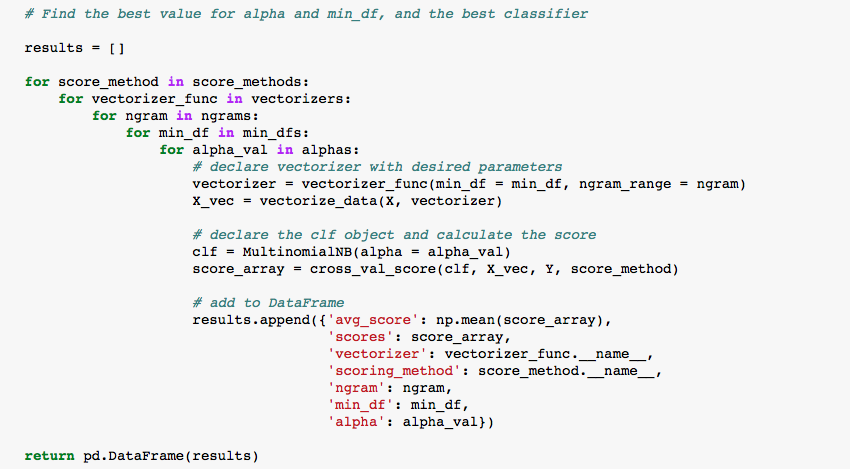 # Find the best value for alpha and min_df, and the best classifier
results = []
for score_method in score_methods:
for vectorizer_func in vectorizers:
for ngram in ngrams:
for min_df in min_dfs:
for alpha_val in alphas:
# declare vectorizer with desired parameters
vectorizer = vectorizer_func(min_df = min_df, ngram_range = ngram)
X_vec = vectorize_data(X, vectorizer)
# declare the clf object and calculate the score
clf = MultinomialNB(alpha = alpha_val)
score_array = cross_val_score(clf, X_vec, Y, score_method)
# add to DataFrame
results.append({'avg_score': np.mean(score_array),
'scores': score_array,
'vectorizer': vectorizer_func.__name__,
'scoring_method': score_method.__name__,
'ngram': ngram,
'min_df': min_df,
'alpha': alpha_val})
return pd.DataFrame(results)